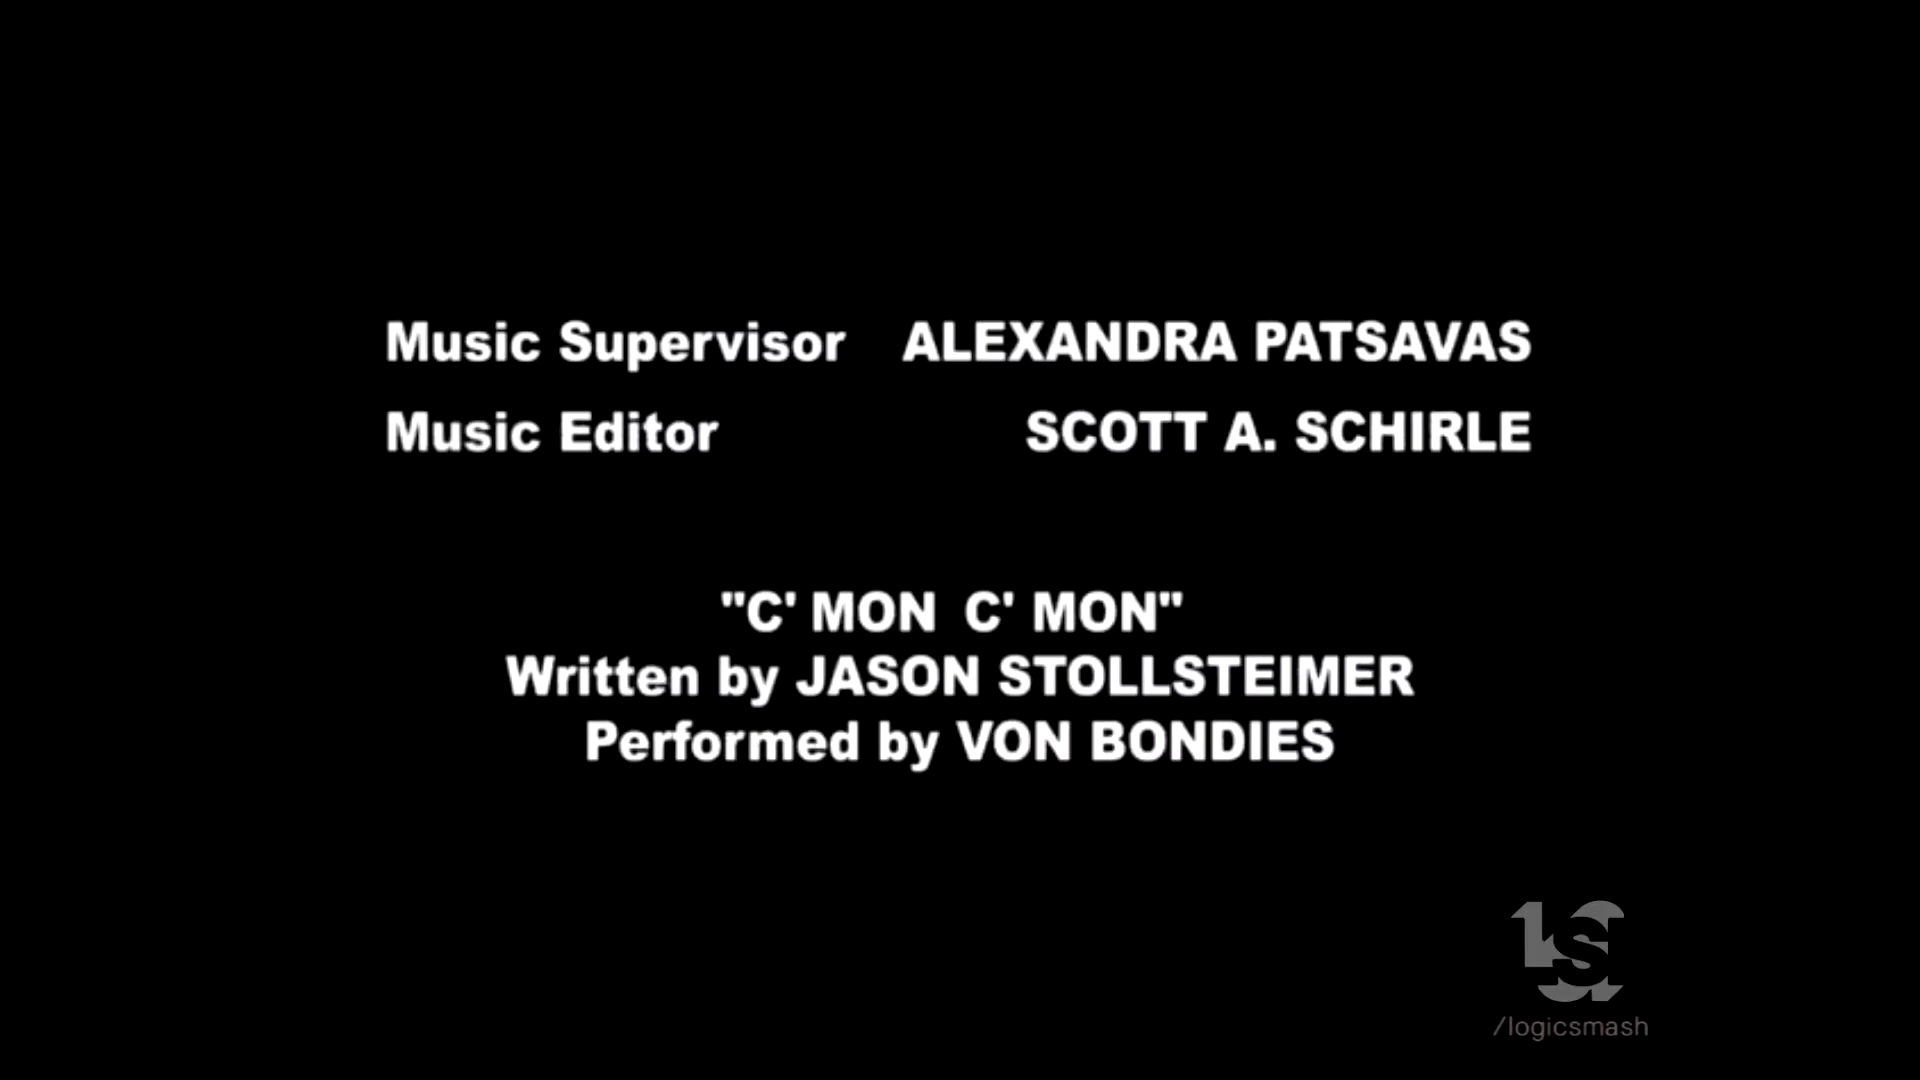 Music Supervisor ALEXANDRA PATSAVAS
Music Editor SCOTT A. SCHIRLE
"C' MON  C' MON"
Written by JASON STOLLSTEIMER
Performed by VON BONDIES
ls
/logicsmash